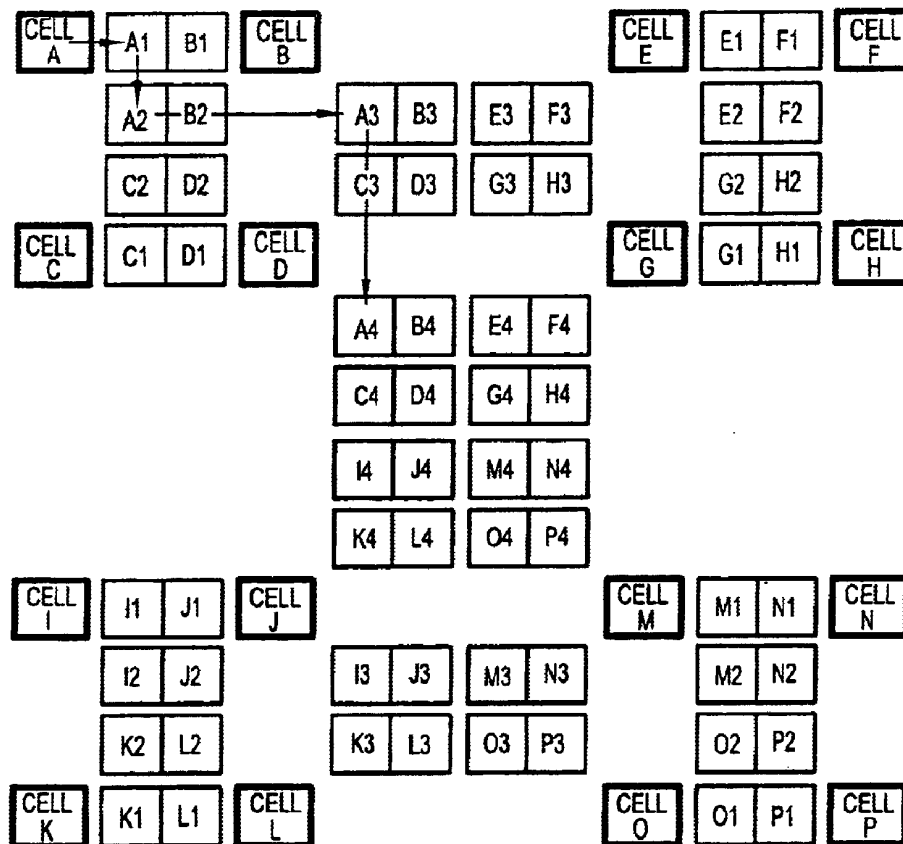 CELL A A1 B1 CELL B CELL E E1 F1 CELL F
A2 B2 A3 B3 E3 F3 E2 F2
C2 D2 C3 D3 G3 H3 G2 H2
CELL C C1 D1 CELL D CELL G G1 H1 CELL H
A4 B4 E4 F4
C4 D4 G4 H4
I4 J4 M4 N4
K4 L4 O4 P4
CELL I I1 J1 CELL J CELL M M1 N1 CELL N
I2 J2 I3 J3 M3 N3 M2 N2
K2 L2 K3 L3 O3 P3 O2 P2
CELL K K1 L1 CELL L CELL O O1 P1 CELL P